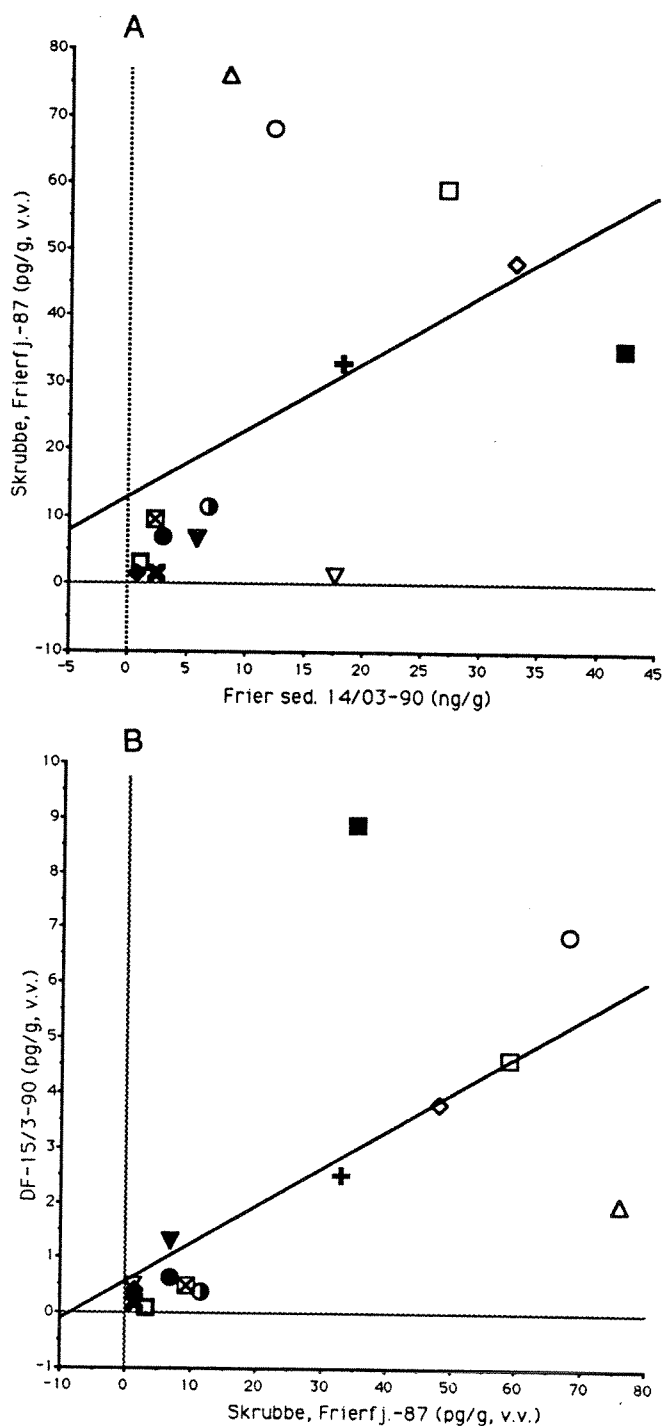 A
80
70
60
50
40
30
20
10
0
-10
Skrubbe, Frierfj.-87 (pg/g, v.v.)
-5 0 5 10 15 20 25 30 35 40 45
Frier sed. 14/03-90 (ng/g)
B
10
9
8
7
6
5
4
3
2
1
0
-1
DF-15/3-90 (pg/g, v.v.)
-10 0 10 20 30 40 50 60 70 80
Skrubbe, Frierfj.-87 (pg/g, v.v.)